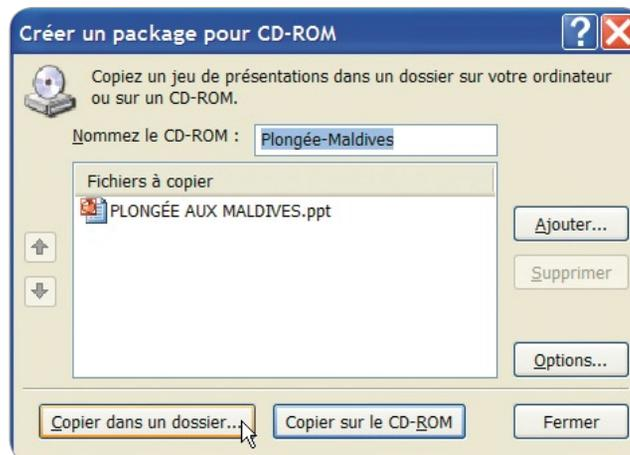 Créer un package pour CD-ROM
Copiez un jeu de présentations dans un dossier sur votre ordinateur
ou sur un CD-ROM.
Nommez le CD-ROM : Plongée-Maldives
Fichiers à copier
PLONGÉE AUX MALDIVES.ppt
Ajouter...
Supprimer
Options...
Copier dans un dossier... Copier sur le CD-ROM Fermer